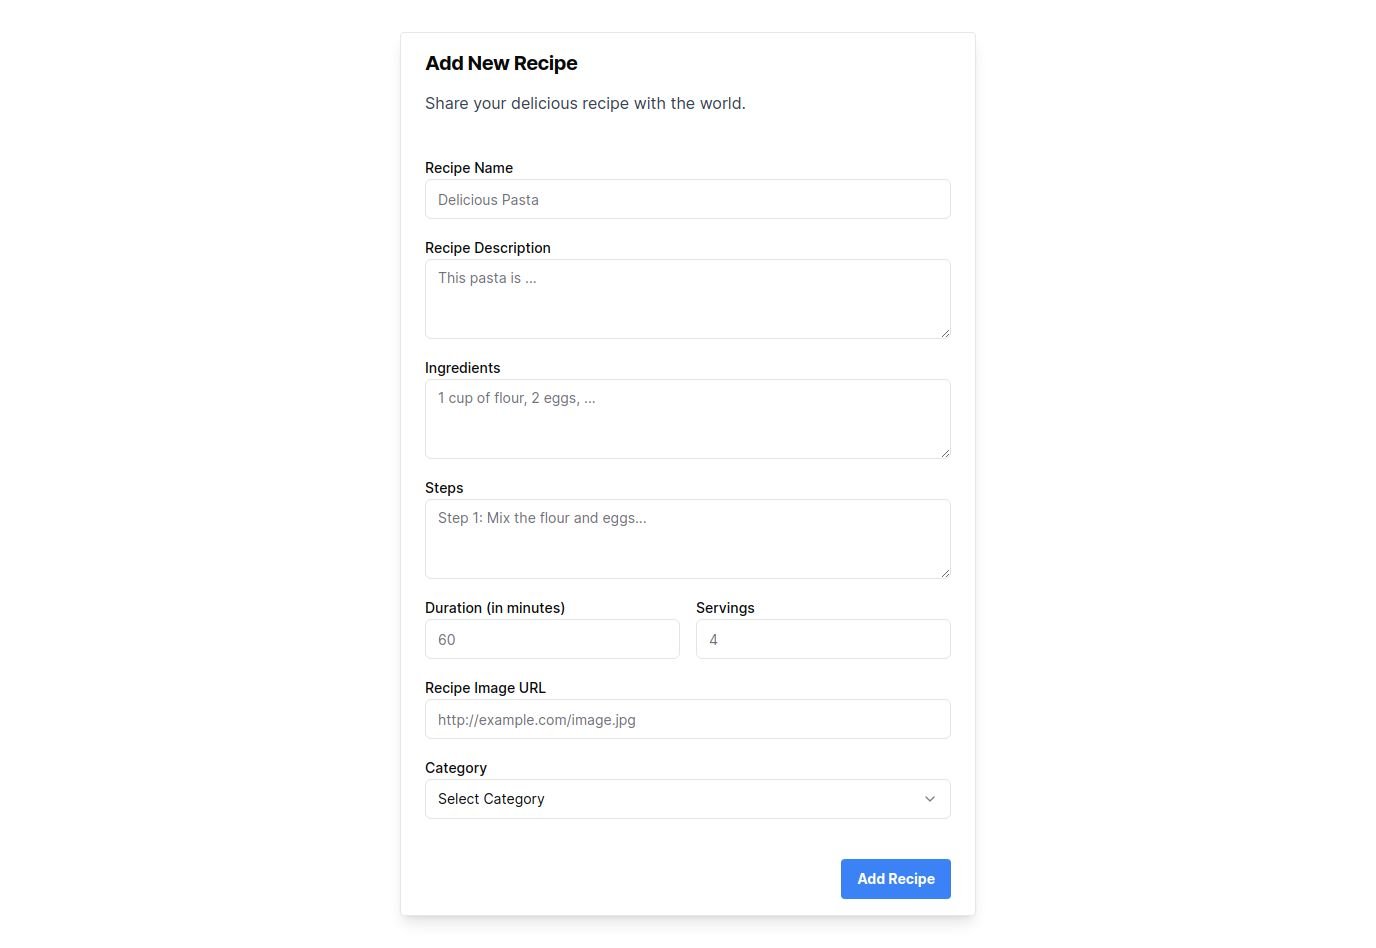 Add New Recipe
Share your delicious recipe with the world.
Recipe Name
Delicious Pasta
Recipe Description
This pasta is ...
Ingredients
1 cup of flour, 2 eggs, ...
Steps
Step 1: Mix the flour and eggs...
Duration (in minutes)
Servings
60
4
Recipe Image URL
http://example.com/image.jpg
Category
Select Category
Add Recipe